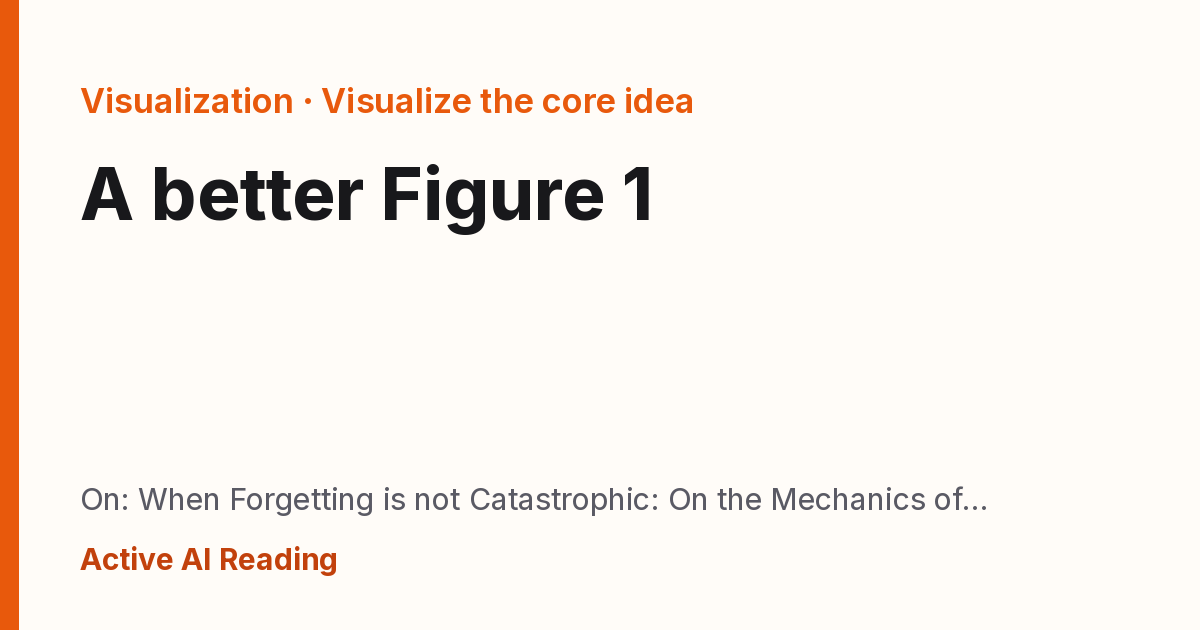 Visualization · Visualize the core idea
A better Figure 1
On: When Forgetting is not Catastrophic: On the Mechanics of...
Active AI Reading